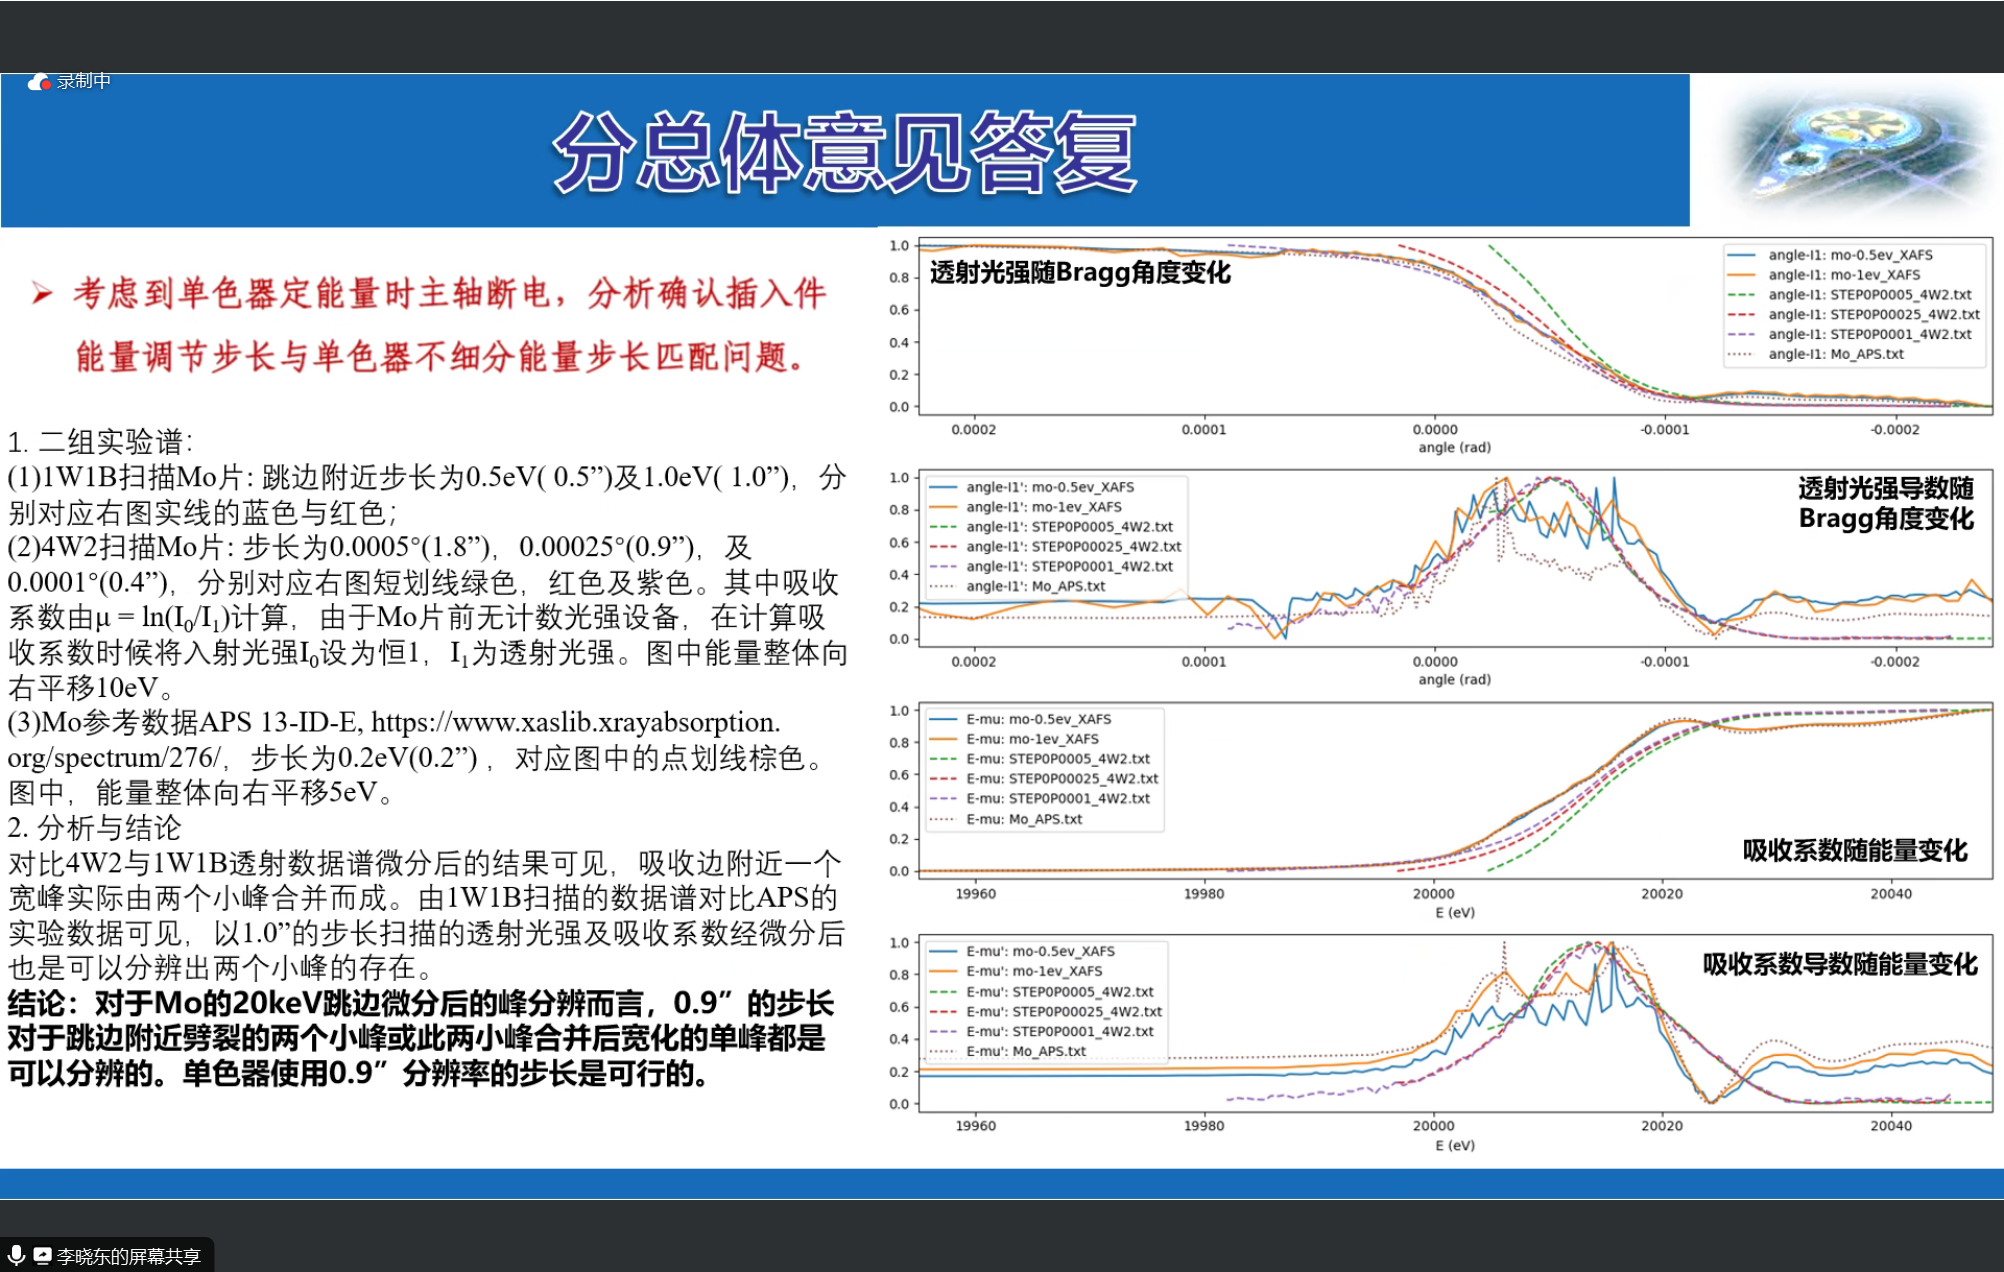 录制中
分总体意见答复
➢ 考虑到单色器定能量时主轴断电，分析确认插入件
能量调节步长与单色器不细分能量步长匹配问题。
1. 二组实验谱：
(1)1W1B扫描Mo片：跳边附近步长为0.5eV( 0.5”)及1.0eV( 1.0”)，分
别对应右图实线的蓝色与红色；
(2)4W2扫描Mo片：步长为0.0005°(1.8”)，0.00025°(0.9”)，及
0.0001°(0.4”)，分别对应右图短划线绿色，红色及紫色。其中吸收
系数由μ = ln(I₀/I₁)计算，由于Mo片前无计数光强设备，在计算吸
收系数时候将入射光强I₀设为恒1，I₁为透射光强。图中能量整体向
右平移10eV。
(3)Mo参考数据APS 13-ID-E, https://www.xaslib.xrayabsorption.
org/spectrum/276/，步长为0.2eV(0.2”)，对应图中的点划线棕色。
图中，能量整体向右平移5eV。
2. 分析与结论
对比4W2与1W1B透射数据谱微分后的结果可见，吸收边附近一个
宽峰实际由两个小峰合并而成。由1W1B扫描的数据谱对比APS的
实验数据可见，以1.0”的步长扫描的透射光强及吸收系数经微分后
也是可以分辨出两个小峰的存在。
结论：对于Mo的20keV跳边微分后的峰分辨而言，0.9”的步长
对于跳边附近劈裂的两个小峰或此两小峰合并后宽化的单峰都是
可以分辨的。单色器使用0.9”分辨率的步长是可行的。
透射光强随Bragg角度变化
1.0
0.8
0.6
0.4
0.2
0.0
angle-I1: mo-0.5ev_XAFS
angle-I1: mo-1ev_XAFS
angle-I1: STEP0P0005_4W2.txt
angle-I1: STEP0P00025_4W2.txt
angle-I1: STEP0P0001_4W2.txt
angle-I1: Mo_APS.txt
0.0002 0.0001 0.0000 -0.0001 -0.0002
angle (rad)
透射光强导数随
Bragg角度变化
1.0
0.8
0.6
0.4
0.2
0.0
angle-I1': mo-0.5ev_XAFS
angle-I1': mo-1ev_XAFS
angle-I1': STEP0P0005_4W2.txt
angle-I1': STEP0P00025_4W2.txt
angle-I1': STEP0P0001_4W2.txt
angle-I1': Mo_APS.txt
0.0002 0.0001 0.0000 -0.0001 -0.0002
angle (rad)
1.0
0.8
0.6
0.4
0.2
0.0
E-mu: mo-0.5ev_XAFS
E-mu: mo-1ev_XAFS
E-mu: STEP0P0005_4W2.txt
E-mu: STEP0P00025_4W2.txt
E-mu: STEP0P0001_4W2.txt
E-mu: Mo_APS.txt
吸收系数随能量变化
19960 19980 20000 20020 20040
E (eV)
1.0
0.8
0.6
0.4
0.2
0.0
E-mu': mo-0.5ev_XAFS
E-mu': mo-1ev_XAFS
E-mu': STEP0P0005_4W2.txt
E-mu': STEP0P00025_4W2.txt
E-mu': STEP0P0001_4W2.txt
E-mu': Mo_APS.txt
吸收系数导数随能量变化
19960 19980 20000 20020 20040
E (eV)
李晓东的屏幕共享